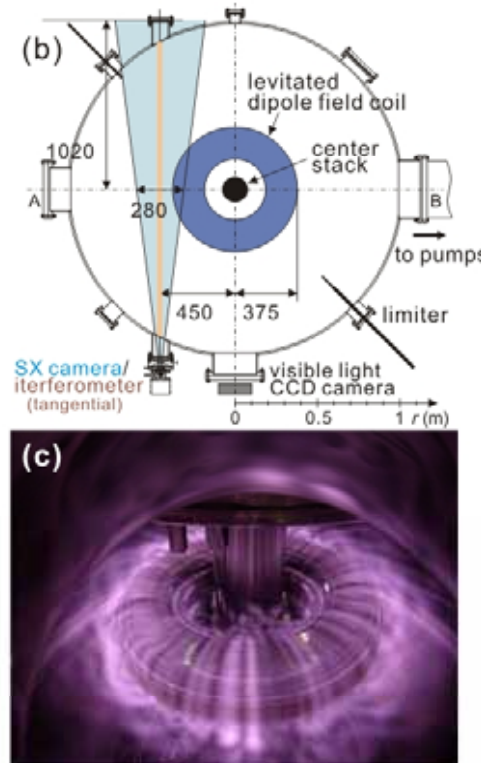 (b)
levitated
dipole field coil
center
stack
1020
A
280
B
to pumps
450
375
limiter
SX camera/
iterferometer
(tangential)
visible light
CCD camera
0
0.5
1
r (m)
(c)